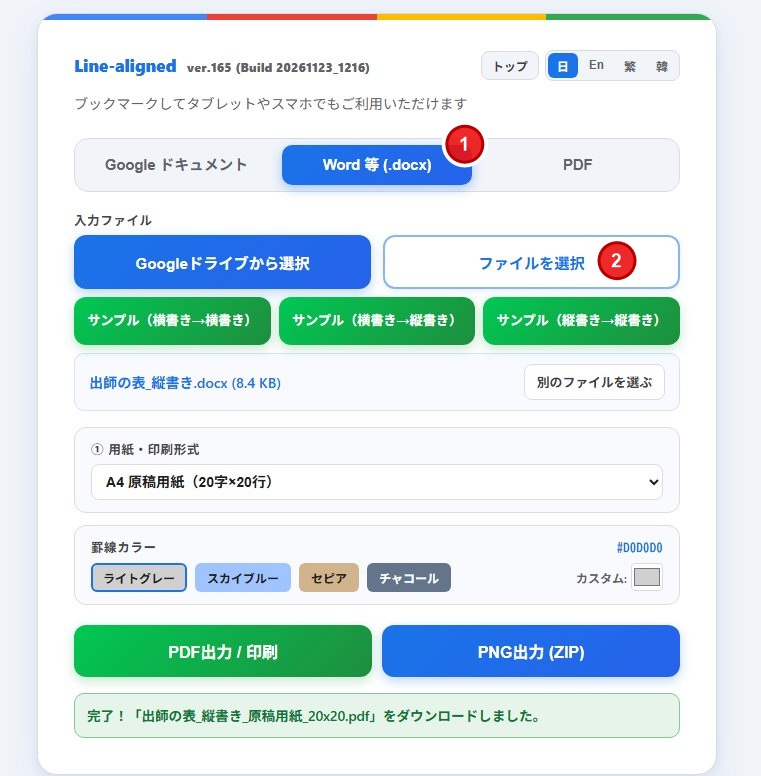 Line-aligned ver.165 (Build 20261123_1216) トップ 日 En 繁 韓
ブックマークしてタブレットやスマホでもご利用いただけます
Google ドキュメント Word 等 (.docx) 1 PDF
入力ファイル
Googleドライブから選択 ファイルを選択 2
サンプル（横書き→横書き） サンプル（横書き→縦書き） サンプル（縦書き→縦書き）
出師の表_縦書き.docx (8.4 KB) 別のファイルを選ぶ
① 用紙・印刷形式
A4 原稿用紙（20字×20行）
罫線カラー #D0D0D0
ライトグレー スカイブルー セピア チャコール カスタム:
PDF出力 / 印刷 PNG出力 (ZIP)
完了！「出師の表_縦書き_原稿用紙_20x20.pdf」をダウンロードしました。